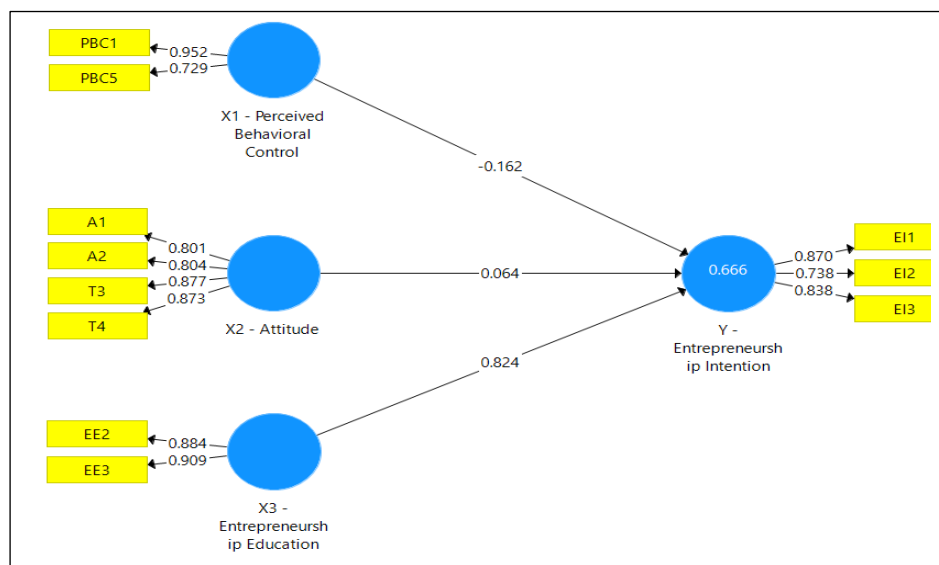 PBC1
0.952
PBC5
0.729
X1 - Perceived
Behavioral
Control
-0.162
A1
0.801
A2
0.804
T3
0.877
T4
0.873
X2 - Attitude
0.064
EE2
0.884
EE3
0.909
X3 -
Entrepreneursh
ip Education
0.824
0.666
Y -
Entrepreneursh
ip Intention
0.870
EI1
0.738
EI2
0.838
EI3